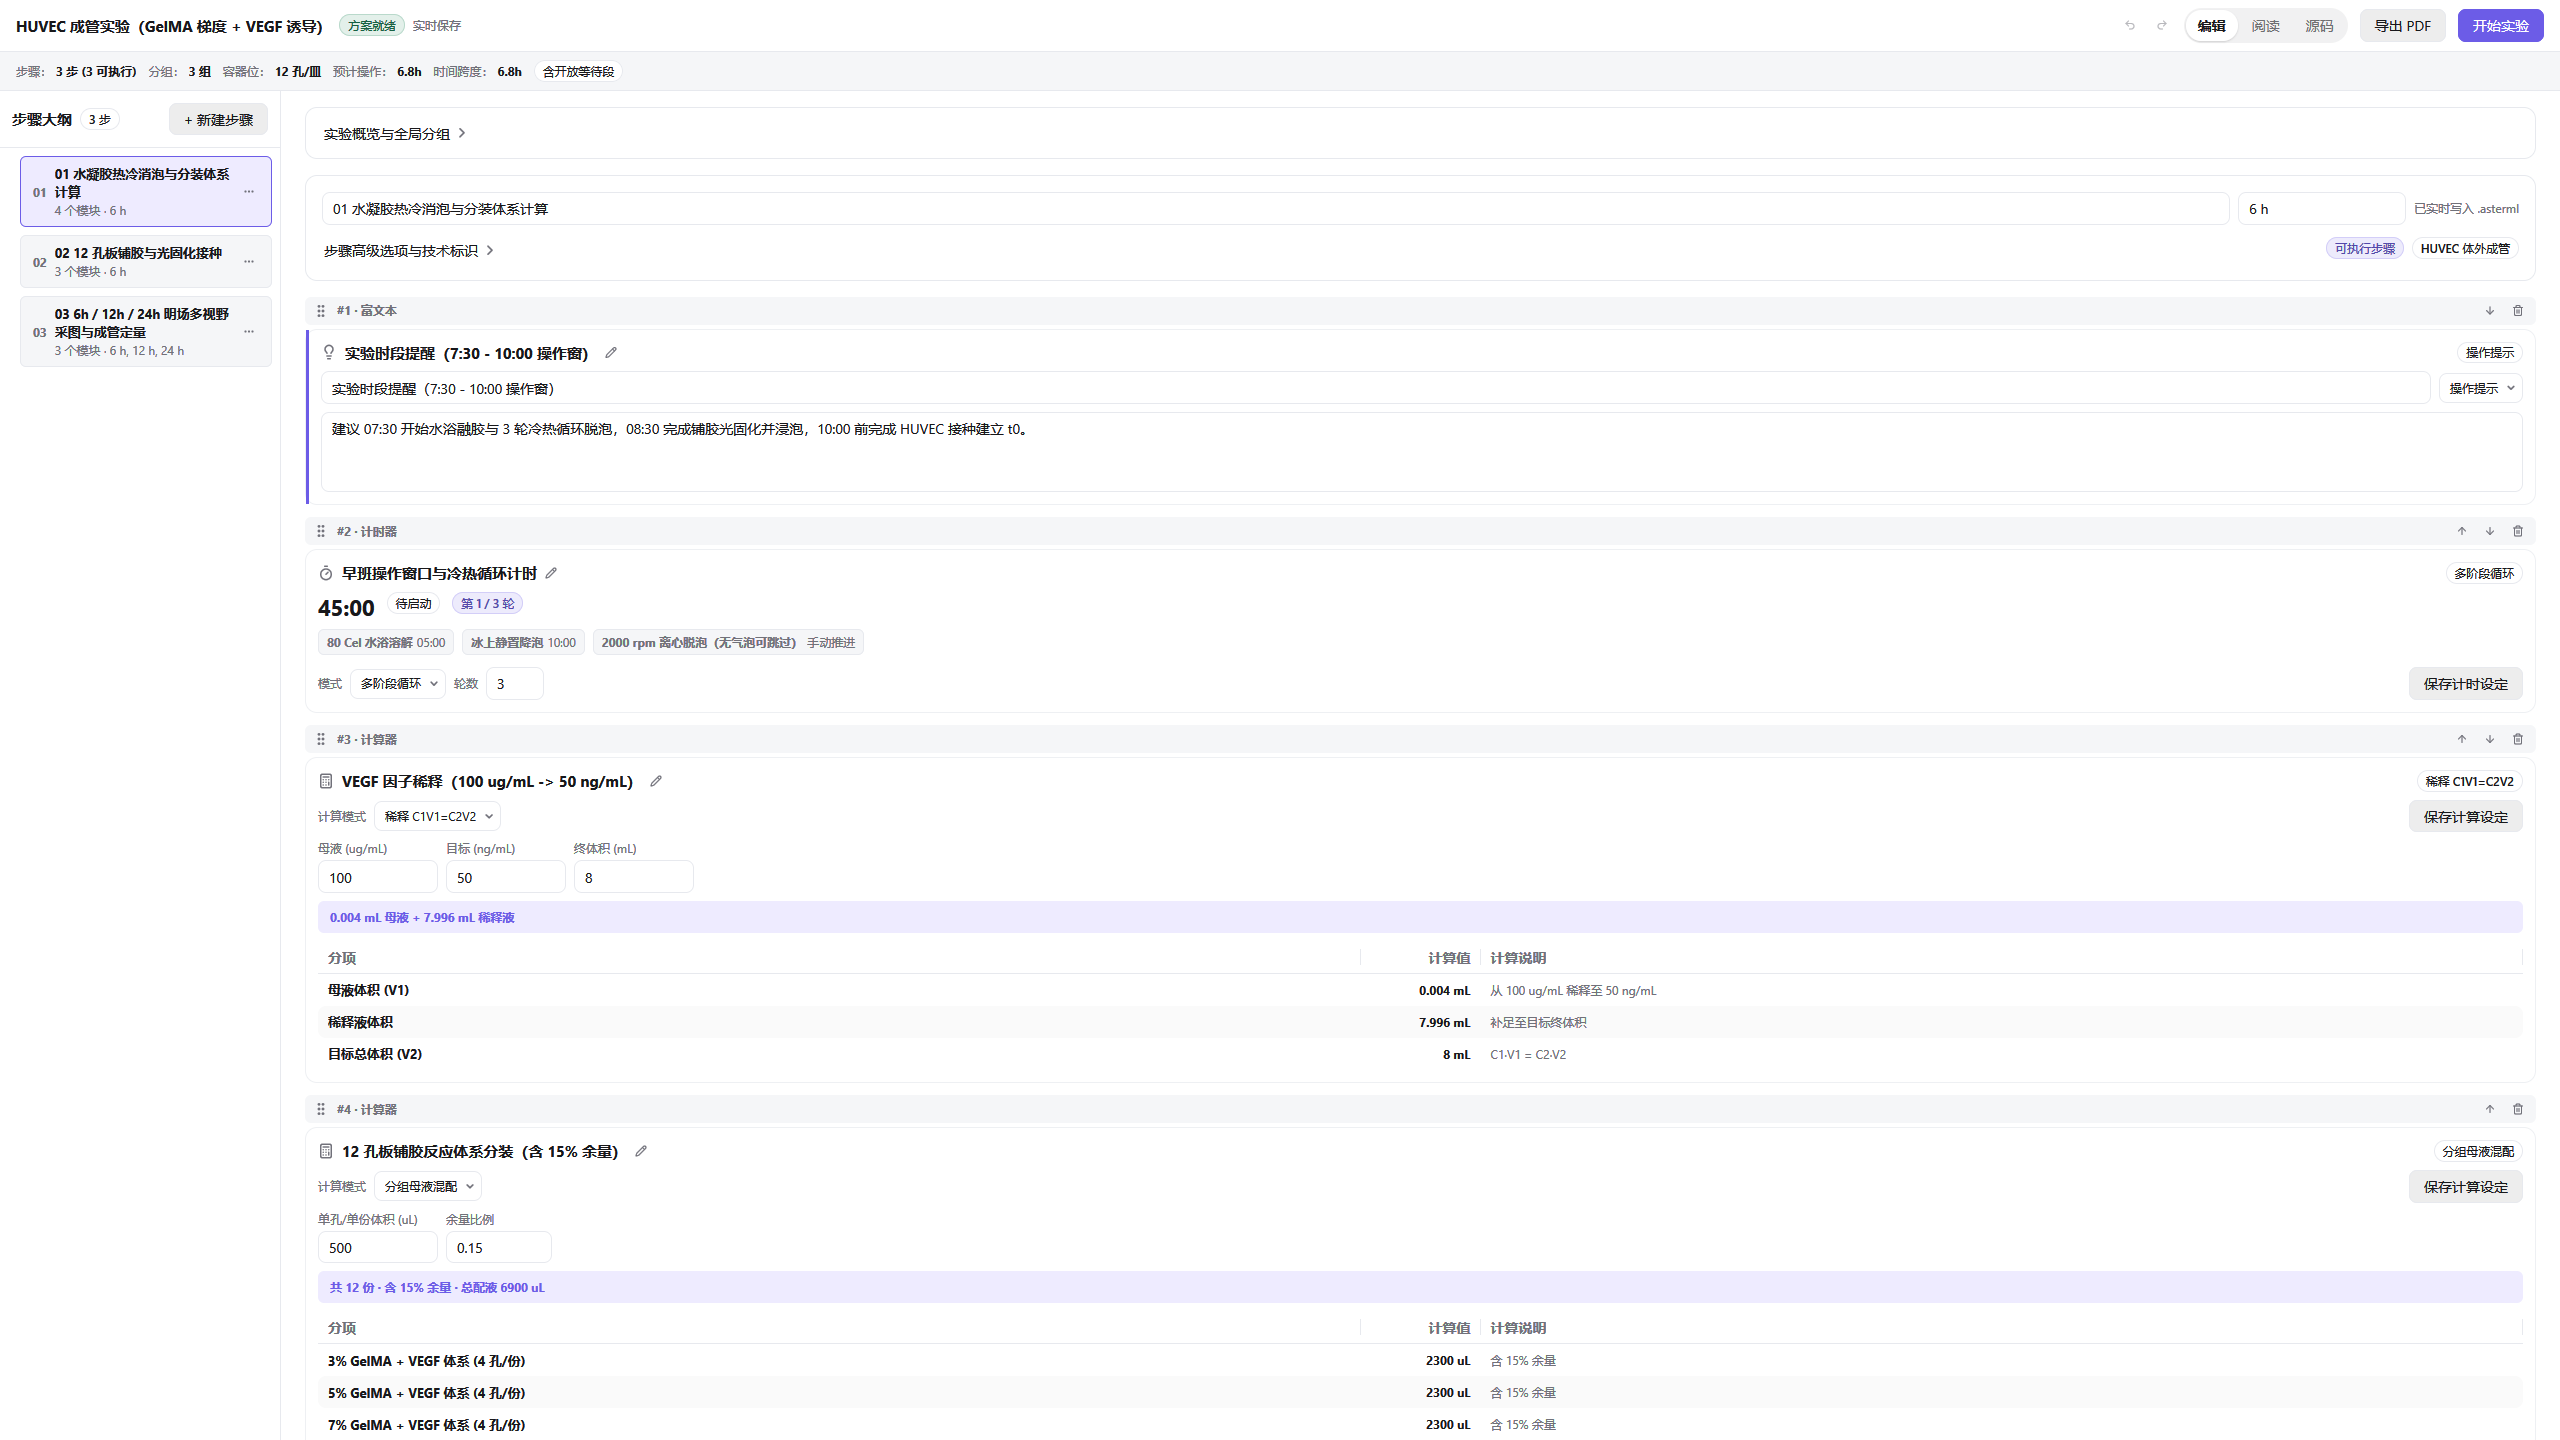 HUVEC 成管实验（GelMA 梯度 + VEGF 诱导） 方案就绪 实时保存 编辑 阅读 源码 导出 PDF 开始实验
步骤： 3 步 (3 可执行) 分组： 3 组 容器位： 12 孔/皿 预计操作： 6.8h 时间跨度： 6.8h 含开放等待段
步骤大纲 3 步 + 新建步骤
01 01 水凝胶热冷消泡与分装体系计算 ···
4 个模块 · 6 h
02 02 12 孔板铺胶与光固化接种 ···
3 个模块 · 6 h
03 03 6h / 12h / 24h 明场多视野采图与成管定量 ···
3 个模块 · 6 h, 12 h, 24 h
实验概览与全局分组
01 水凝胶热冷消泡与分装体系计算 6 h 已实时写入 .asterml
步骤高级选项与技术标识 可执行步骤 HUVEC 体外成管
#1 · 富文本
实验时段提醒（7:30 - 10:00 操作窗） 操作提示
实验时段提醒（7:30 - 10:00 操作窗） 操作提示
建议 07:30 开始水浴融胶与 3 轮冷热循环脱泡，08:30 完成铺胶光固化并浸泡，10:00 前完成 HUVEC 接种建立 t0。
#2 · 计时器
早班操作窗口与冷热循环计时 多阶段循环
45:00 待启动 第 1 / 3 轮
80 Cel 水浴溶解 05:00 冰上静置降泡 10:00 2000 rpm 离心脱泡（无气泡可跳过） 手动推进
模式 多阶段循环 轮数 3 保存计时设定
#3 · 计算器
VEGF 因子稀释（100 ug/mL -> 50 ng/mL） 稀释 C1V1=C2V2
计算模式 稀释 C1V1=C2V2 保存计算设定
母液 (ug/mL) 目标 (ng/mL) 终体积 (mL)
100 50 8
0.004 mL 母液 + 7.996 mL 稀释液
分项 计算值 计算说明
母液体积 (V1) 0.004 mL 从 100 ug/mL 稀释至 50 ng/mL
稀释液体积 7.996 mL 补足至目标终体积
目标总体积 (V2) 8 mL C1·V1 = C2·V2
#4 · 计算器
12 孔板铺胶反应体系分装（含 15% 余量） 分组母液混配
计算模式 分组母液混配 保存计算设定
单孔/单份体积 (uL) 余量比例
500 0.15
共 12 份 · 含 15% 余量 · 总配液 6900 uL
分项 计算值 计算说明
3% GelMA + VEGF 体系 (4 孔/份) 2300 uL 含 15% 余量
5% GelMA + VEGF 体系 (4 孔/份) 2300 uL 含 15% 余量
7% GelMA + VEGF 体系 (4 孔/份) 2300 uL 含 15% 余量